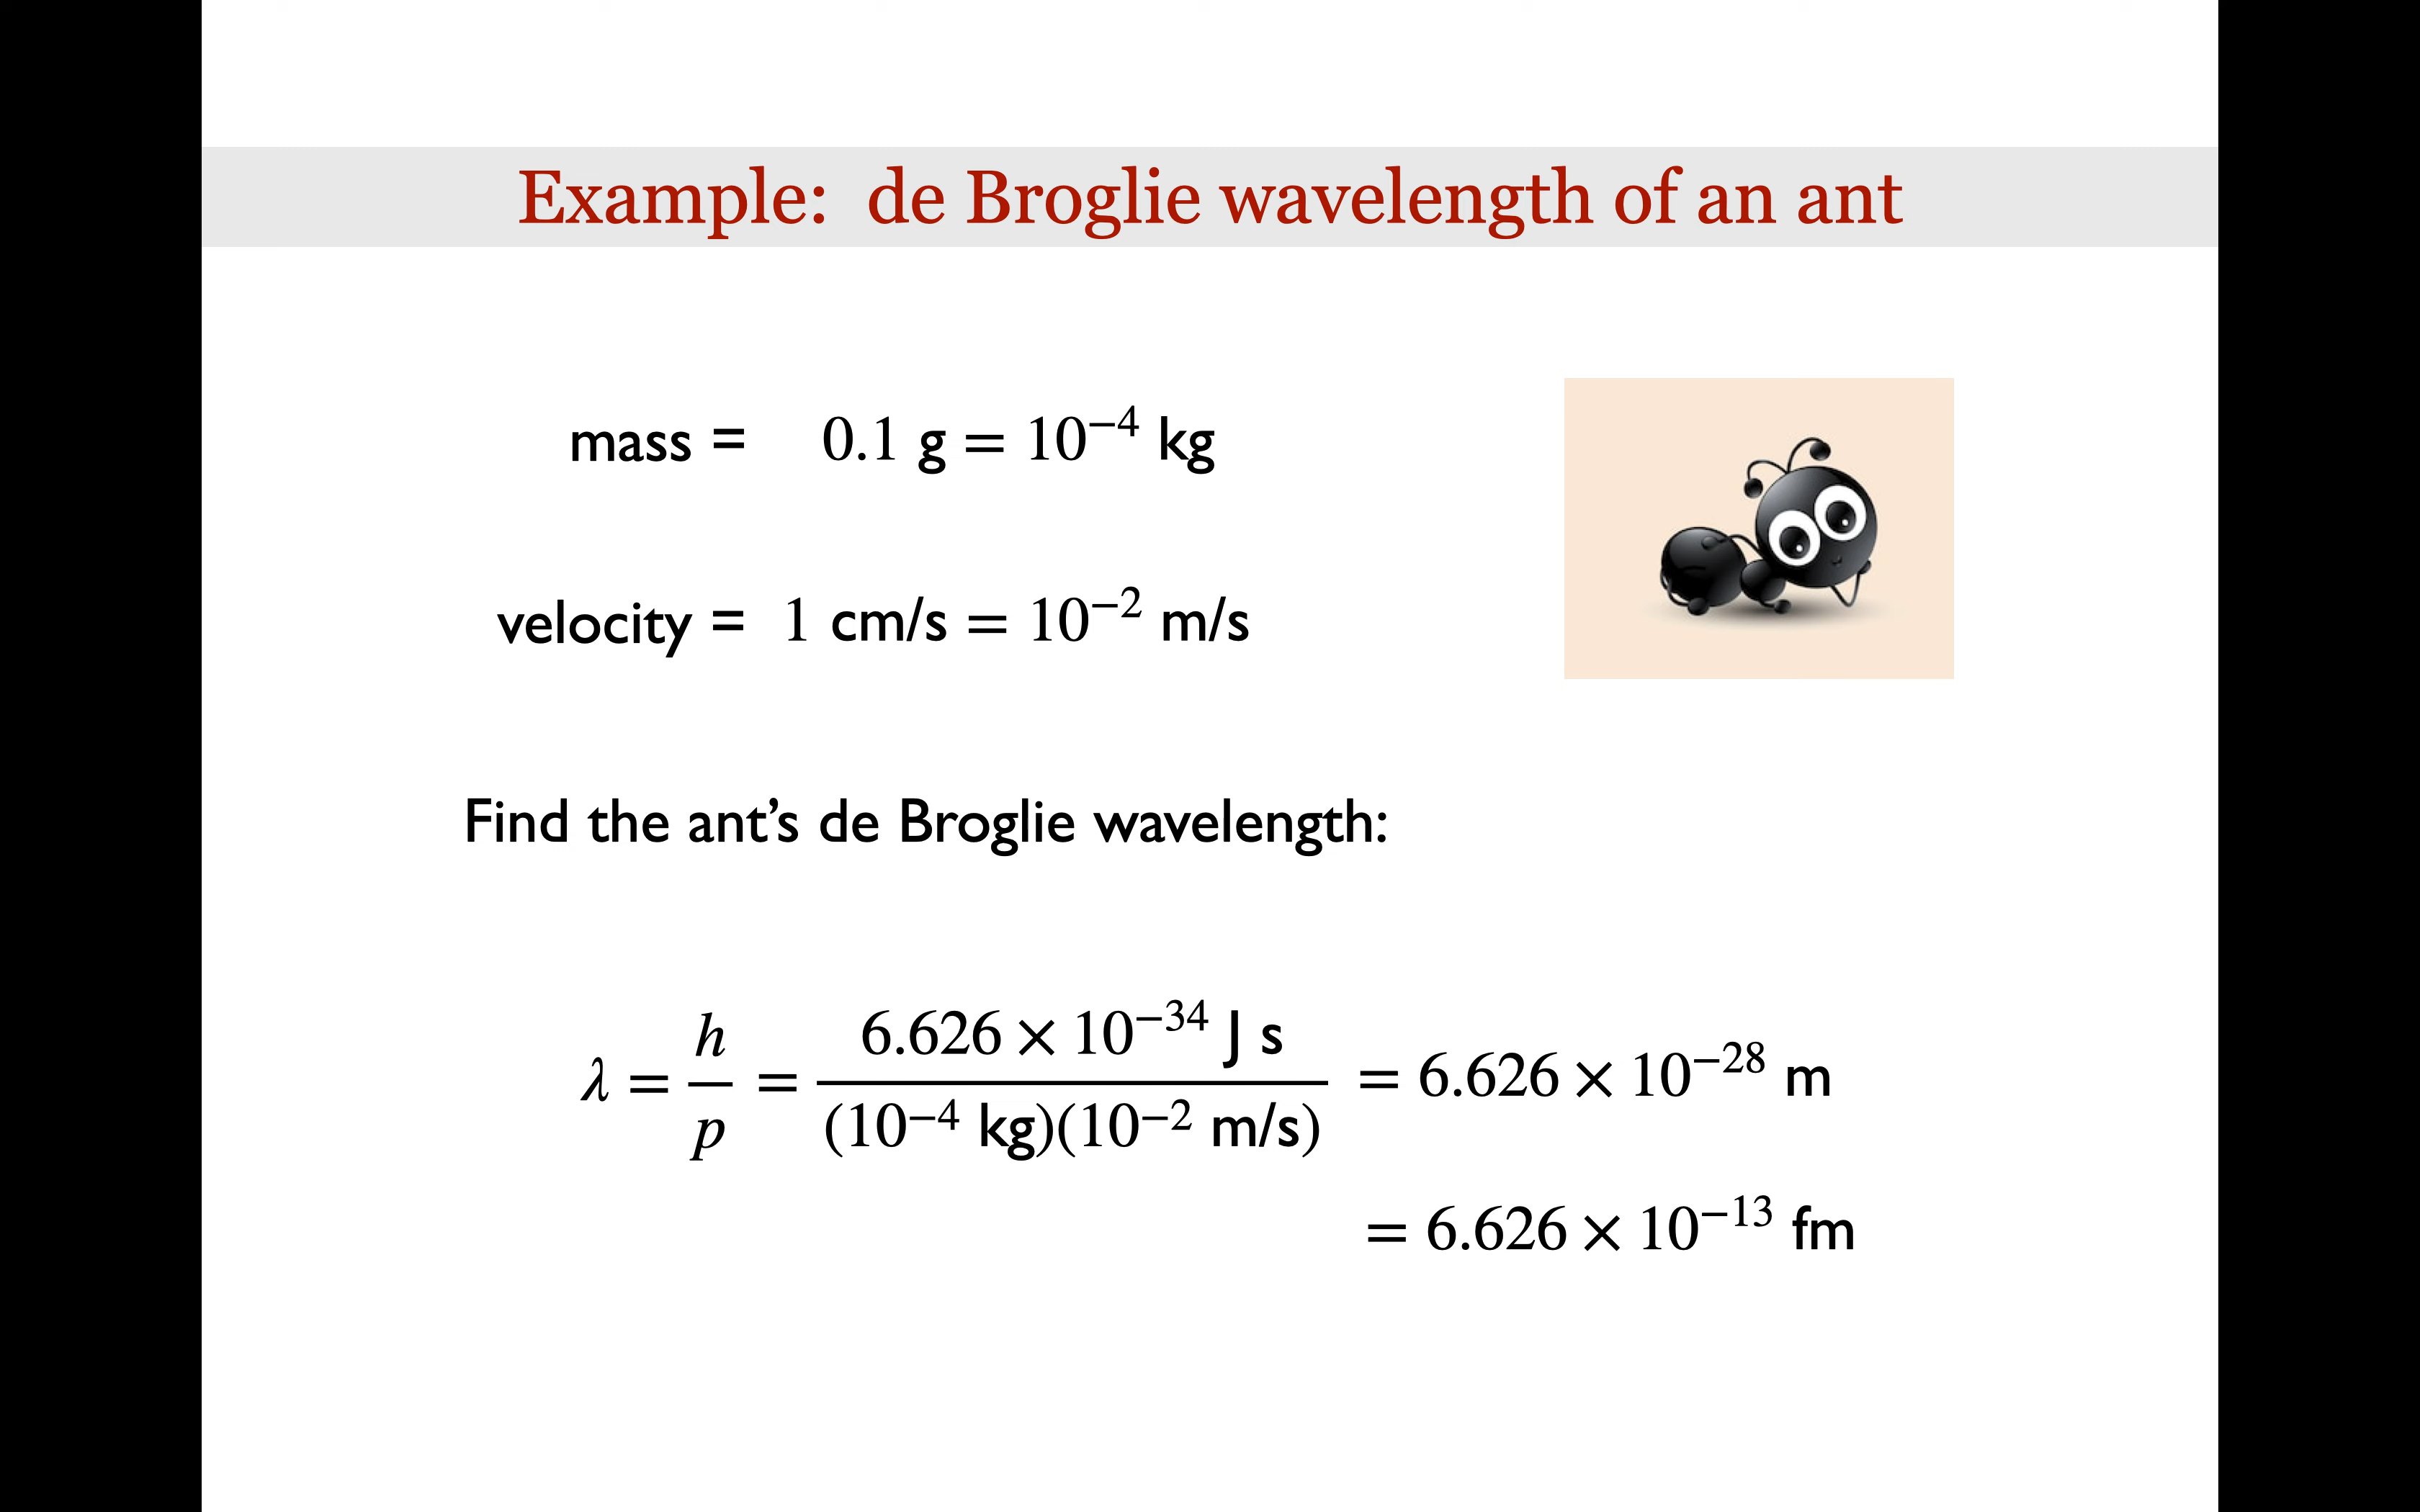 Example: de Broglie wavelength of an ant
mass = 0.1 g = 10⁻⁴ kg
velocity = 1 cm/s = 10⁻² m/s
Find the ant’s de Broglie wavelength:
λ = h/p = 6.626 × 10⁻³⁴ J s / (10⁻⁴ kg)(10⁻² m/s) = 6.626 × 10⁻²⁸ m
= 6.626 × 10⁻¹³ fm